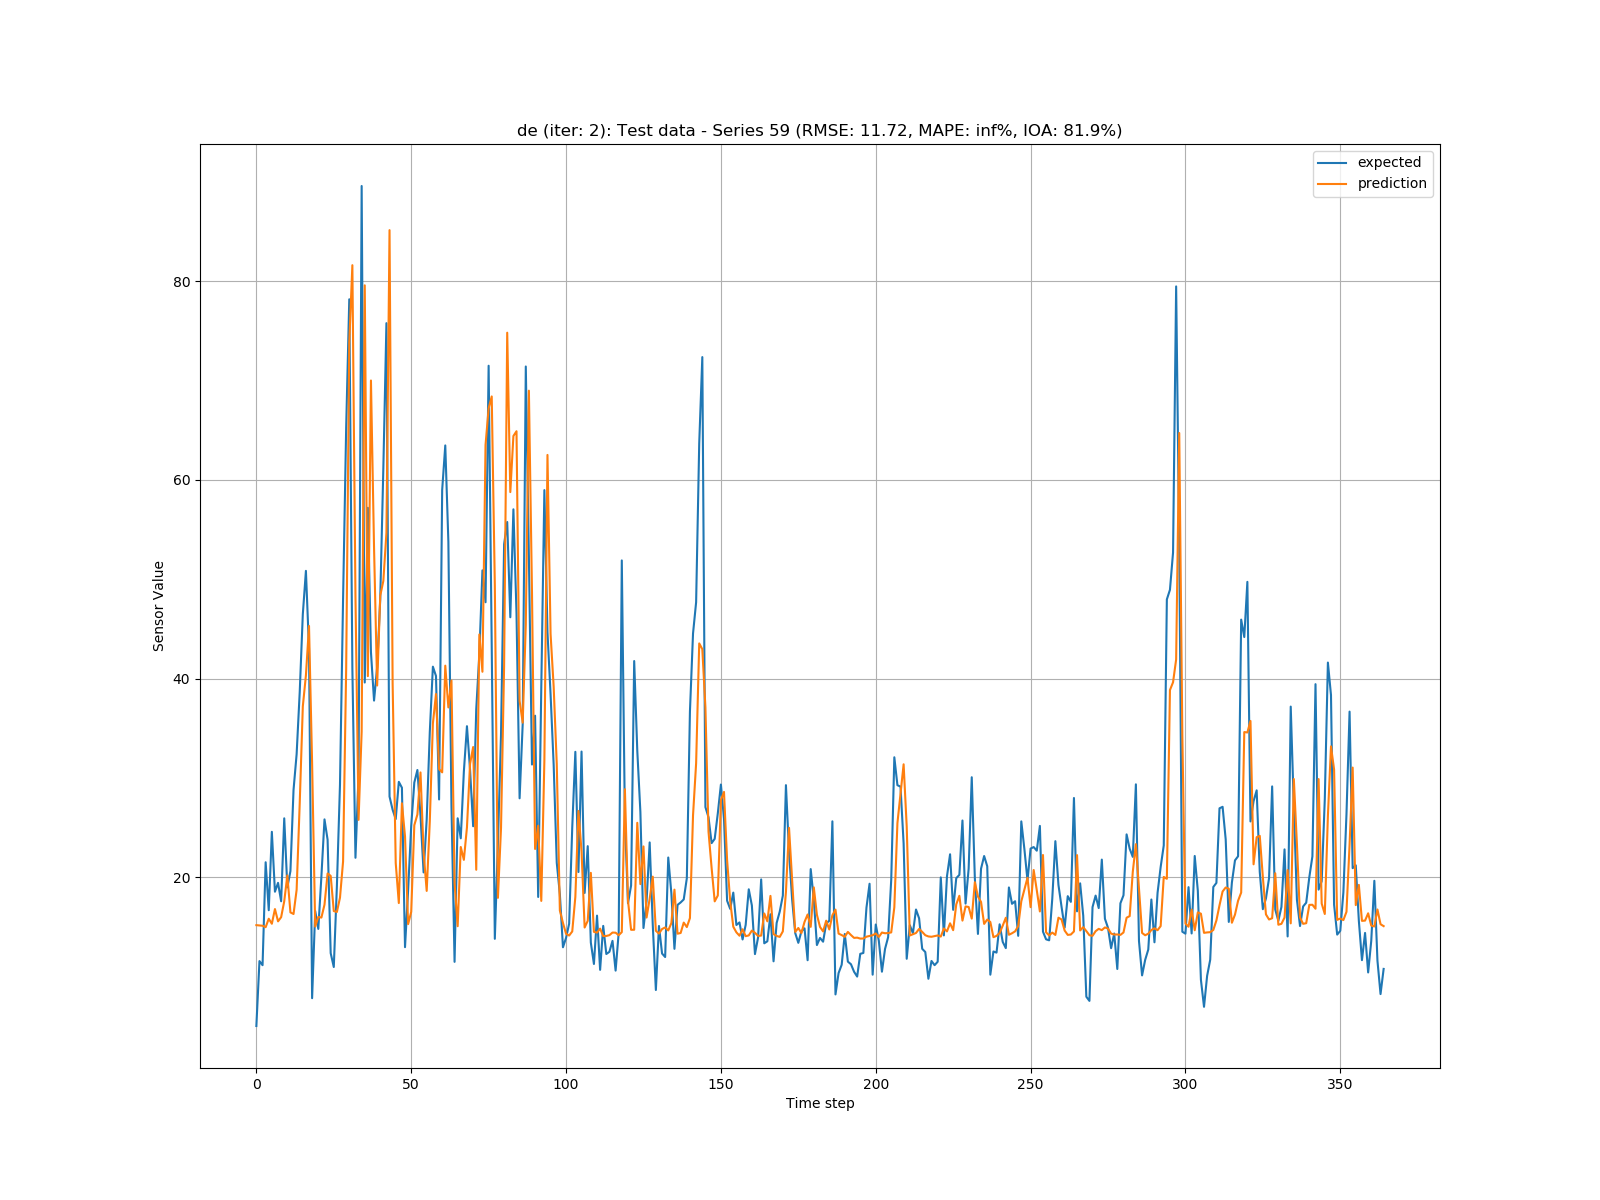 de (iter: 2): Test data - Series 59 (RMSE: 11.72, MAPE: inf%, IOA: 81.9%)
expected
prediction
80
60
40
20
Sensor Value
0 50 100 150 200 250 300 350
Time step